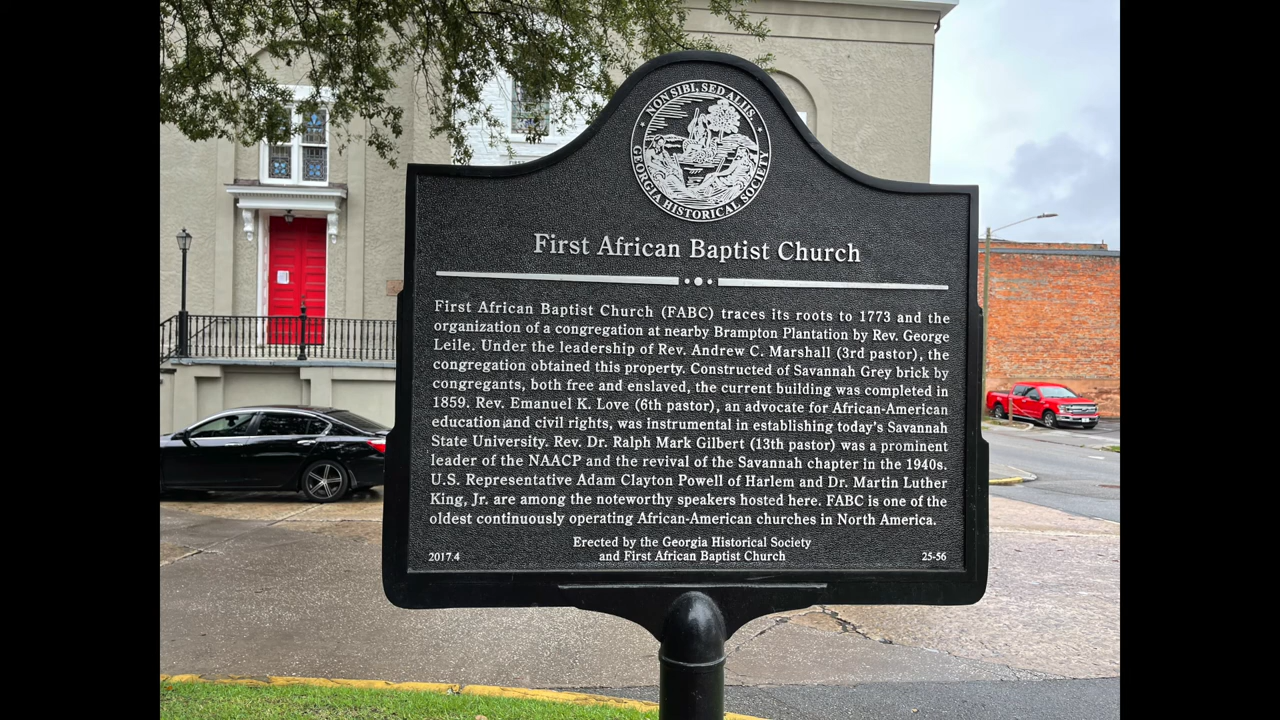 NON SIBI, SED ALIIS.
GEORGIA HISTORICAL SOCIETY
First African Baptist Church
First African Baptist Church (FABC) traces its roots to 1773 and the
organization of a congregation at nearby Brampton Plantation by Rev. George
Leile. Under the leadership of Rev. Andrew C. Marshall (3rd pastor), the
congregation obtained this property. Constructed of Savannah Grey brick by
congregants, both free and enslaved, the current building was completed in
1859. Rev. Emanuel K. Love (6th pastor), an advocate for African-American
education and civil rights, was instrumental in establishing today's Savannah
State University. Rev. Dr. Ralph Mark Gilbert (13th pastor) was a prominent
leader of the NAACP and the revival of the Savannah chapter in the 1940s.
U.S. Representative Adam Clayton Powell of Harlem and Dr. Martin Luther
King, Jr. are among the noteworthy speakers hosted here. FABC is one of the
oldest continuously operating African-American churches in North America.
Erected by the Georgia Historical Society
and First African Baptist Church
2017.4 25-56